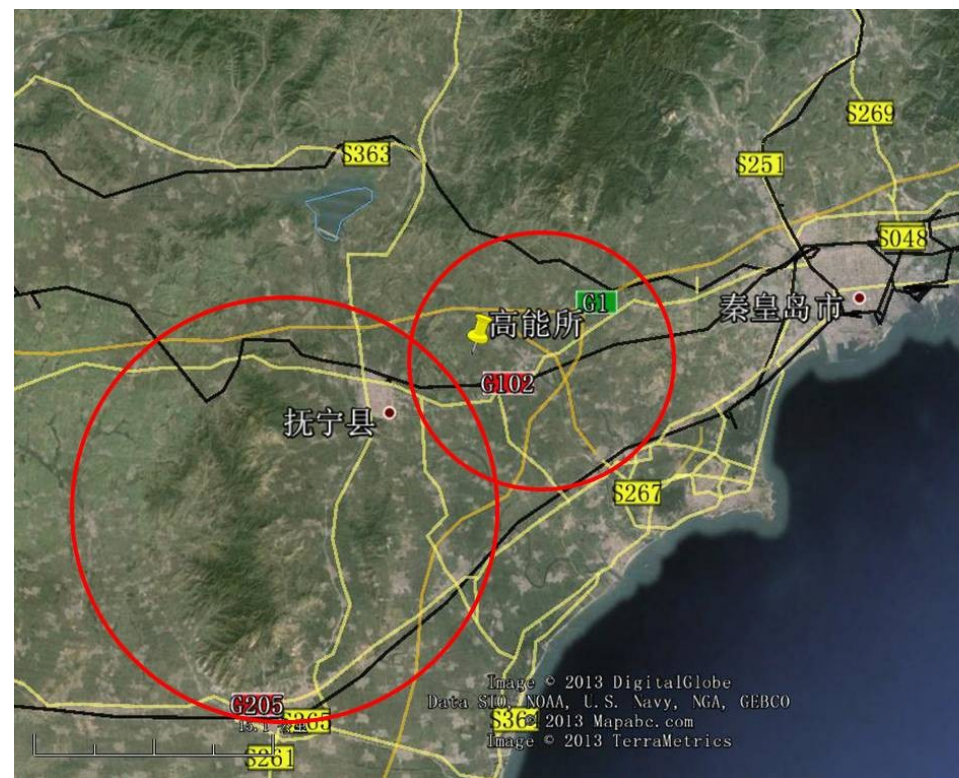 S269
S363
S251
S048
G1
秦皇岛市
高能所
G102
抚宁县
S267
Image © 2013 DigitalGlobe
Data SIO, NOAA, U.S. Navy, NGA, GEBCO
© 2013 Mapabc.com
Image © 2013 TerraMetrics
G205
S261